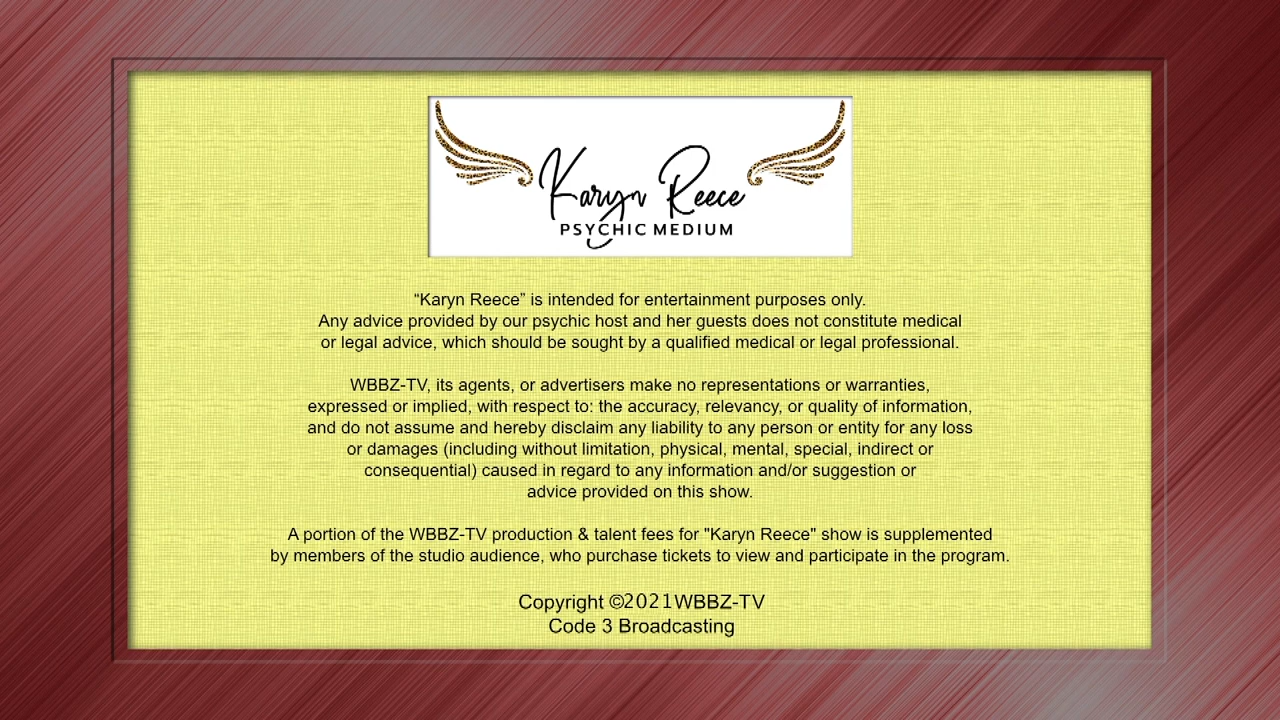 Karyn Reece
PSYCHIC MEDIUM
“Karyn Reece” is intended for entertainment purposes only.
Any advice provided by our psychic host and her guests does not constitute medical
or legal advice, which should be sought by a qualified medical or legal professional.
WBBZ-TV, its agents, or advertisers make no representations or warranties,
expressed or implied, with respect to: the accuracy, relevancy, or quality of information,
and do not assume and hereby disclaim any liability to any person or entity for any loss
or damages (including without limitation, physical, mental, special, indirect or
consequential) caused in regard to any information and/or suggestion or
advice provided on this show.
A portion of the WBBZ-TV production & talent fees for "Karyn Reece" show is supplemented
by members of the studio audience, who purchase tickets to view and participate in the program.
Copyright ©2021WBBZ-TV
Code 3 Broadcasting